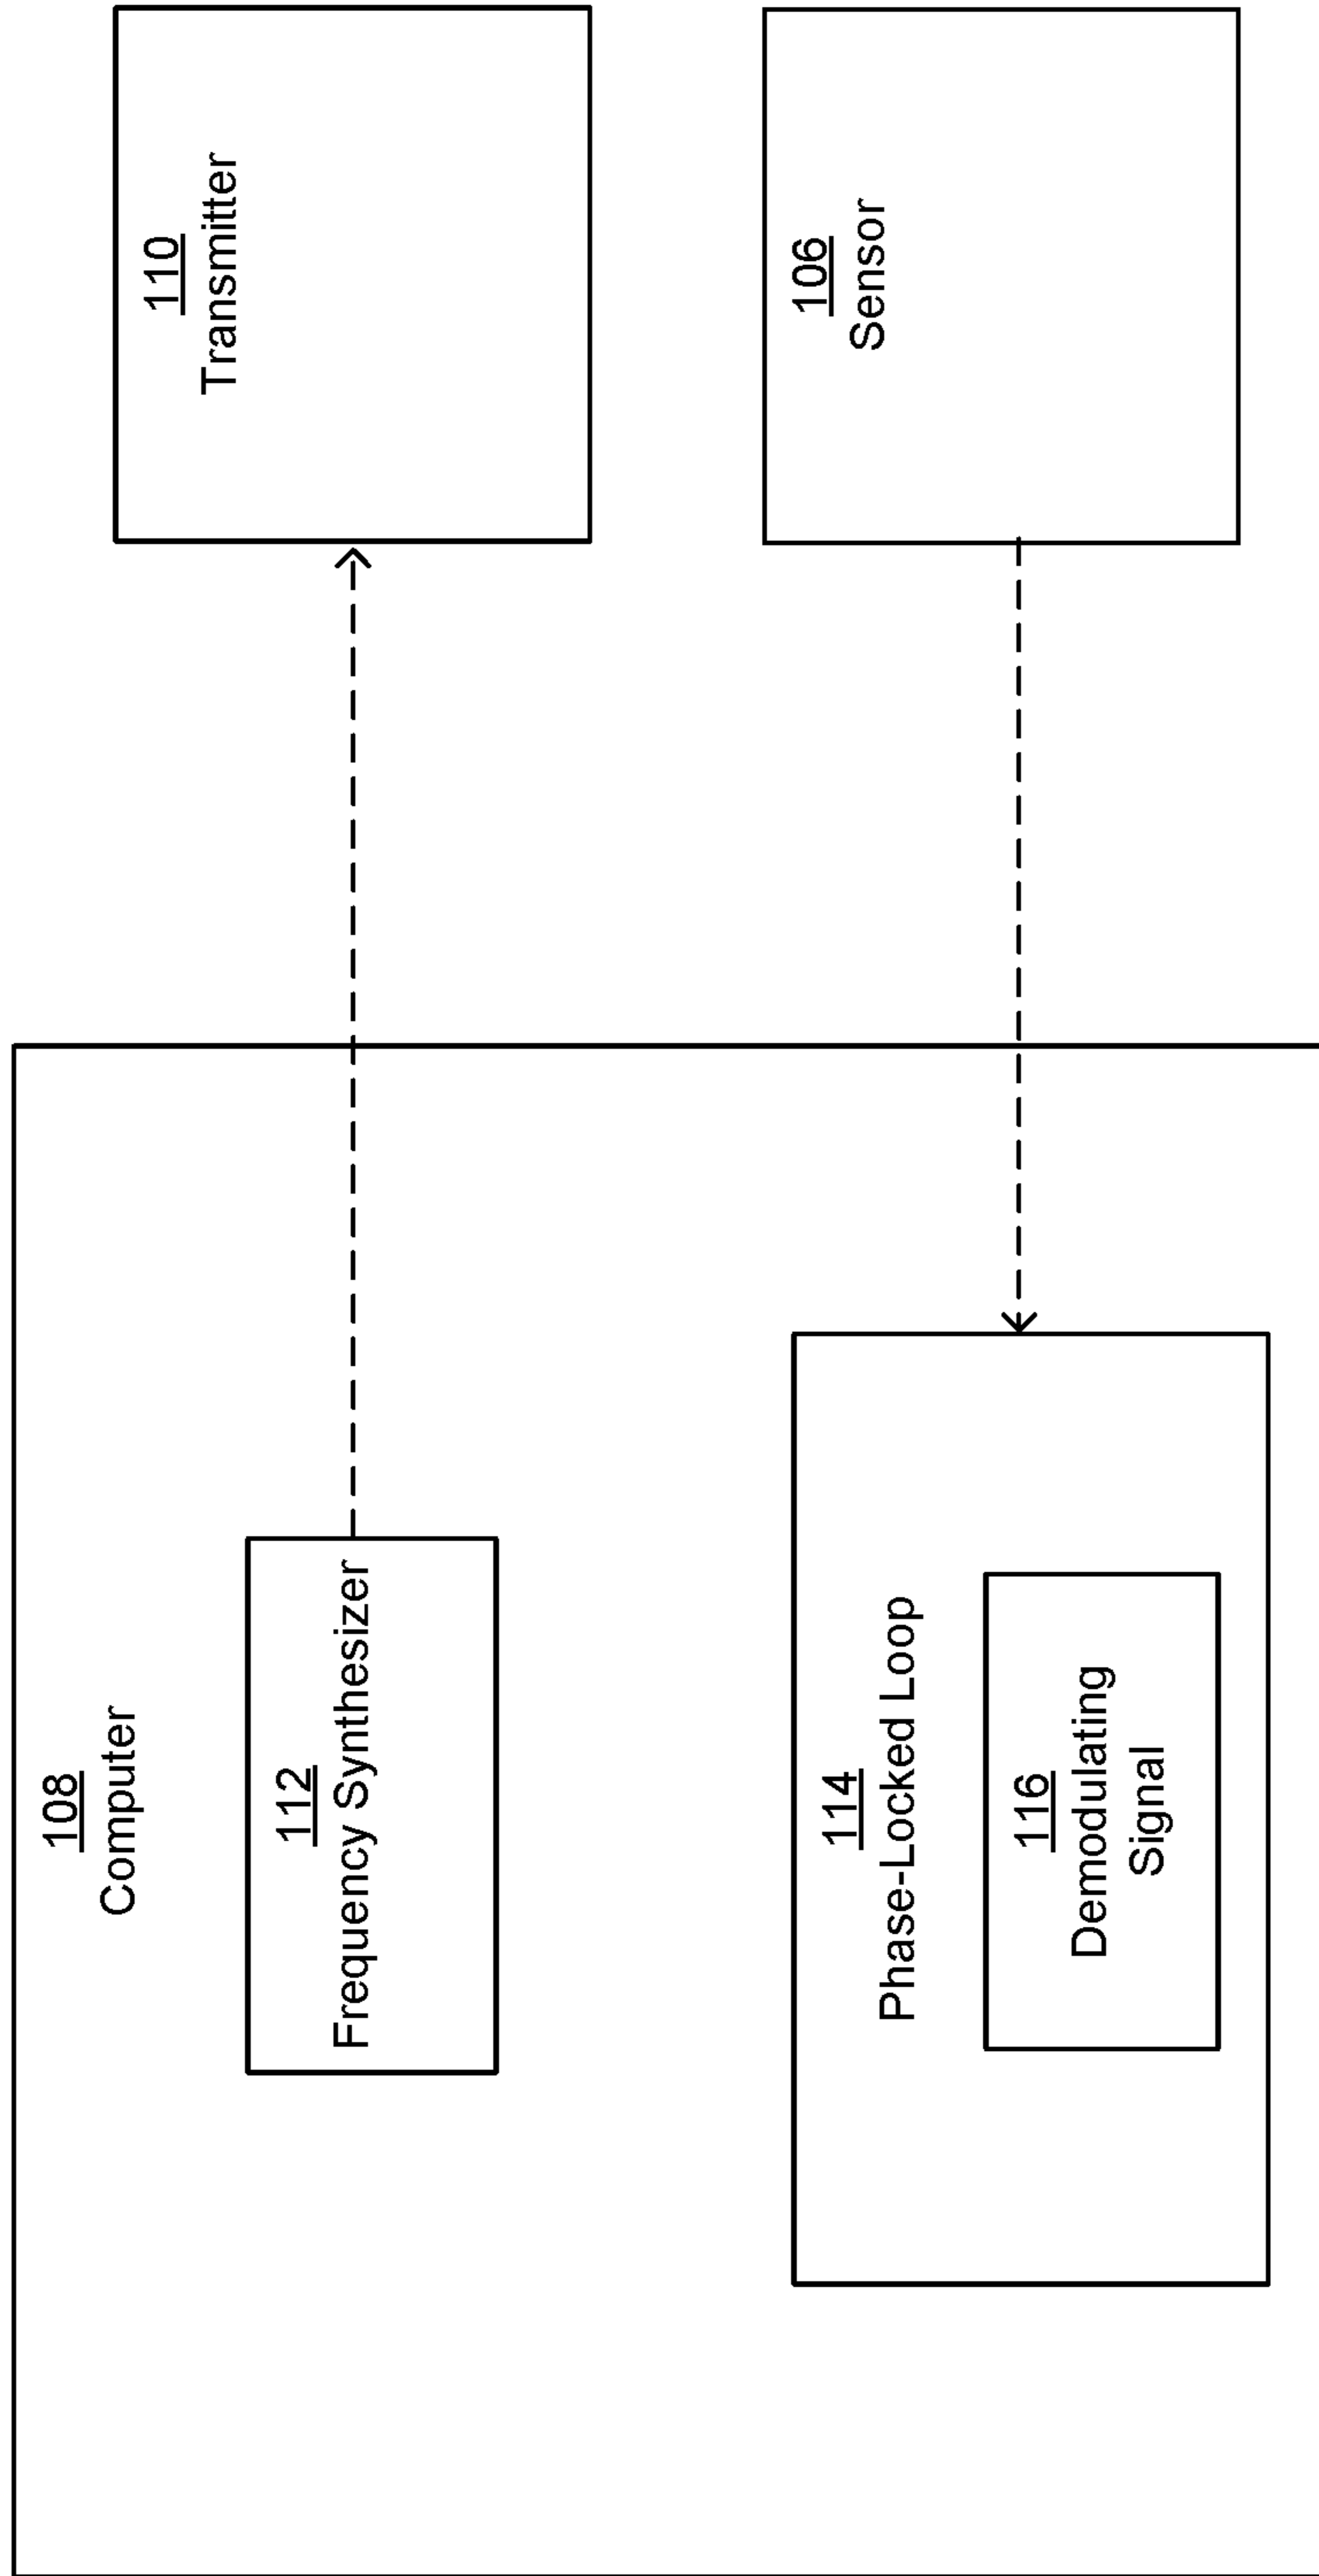 108
Computer
112
Frequency Synthesizer
114
Phase-Locked Loop
116
Demodulating
Signal
110
Transmitter
106
Sensor